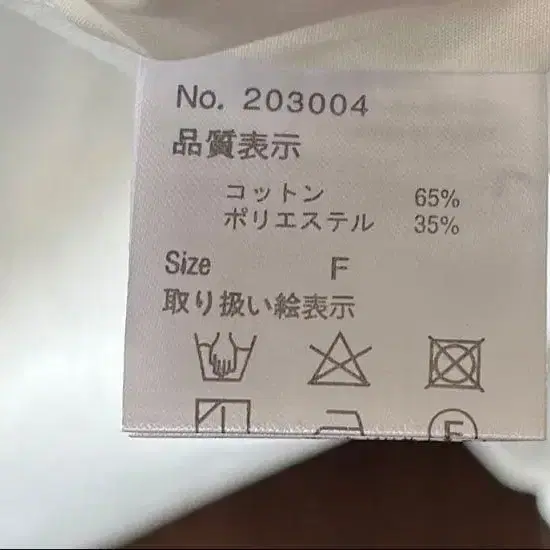 No. 203004
品質表示
コットン 65%
ポリエステル 35%
Size F
取り扱い絵表示
F